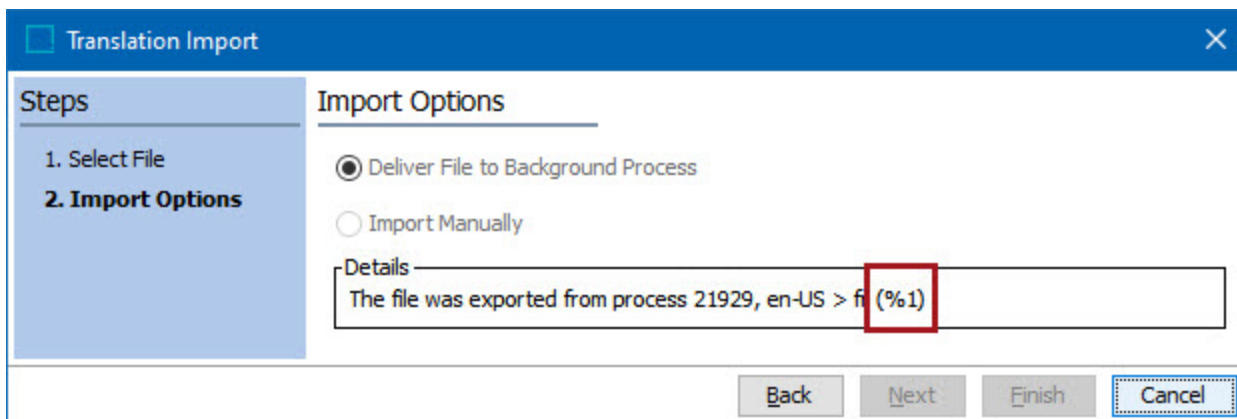 Translation Import
Steps
1. Select File
2. Import Options
Import Options
Deliver File to Background Process
Import Manually
Details
The file was exported from process 21929, en-US > (%1)
Back
Next
Finish
Cancel